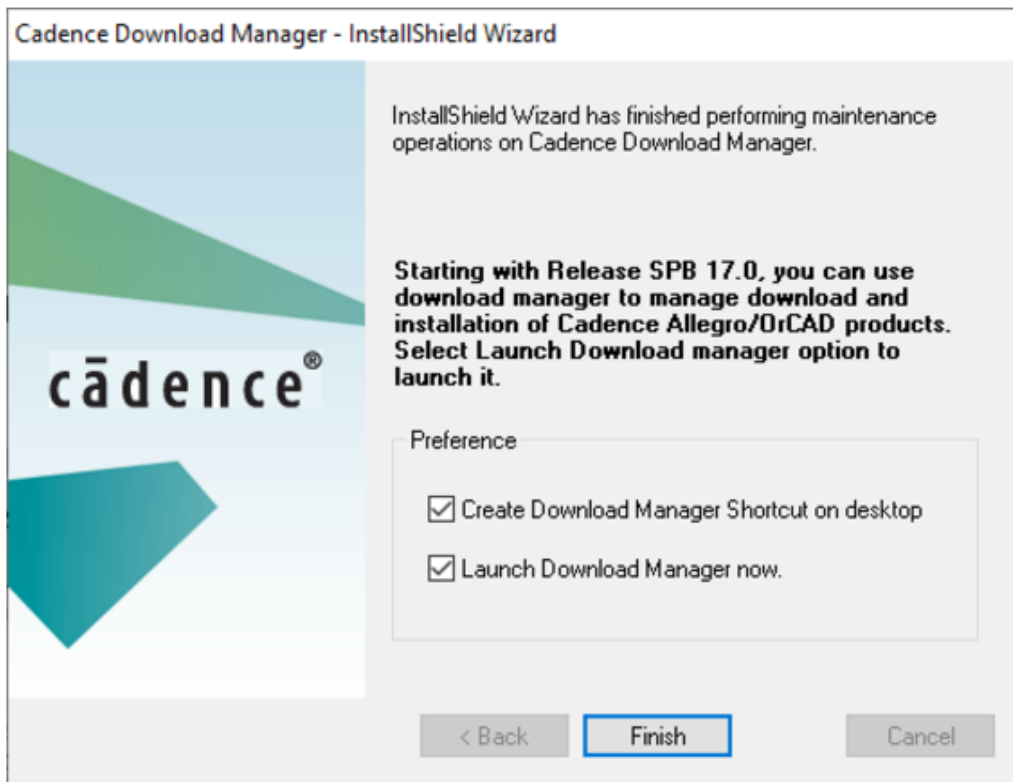 Cadence Download Manager - InstallShield Wizard
InstallShield Wizard has finished performing maintenance
operations on Cadence Download Manager.
Starting with Release SPB 17.0, you can use
download manager to manage download and
installation of Cadence Allegro/OrCAD products.
Select Launch Download manager option to
launch it.
cādence®
Preference
Create Download Manager Shortcut on desktop
Launch Download Manager now.
< Back
Finish
Cancel